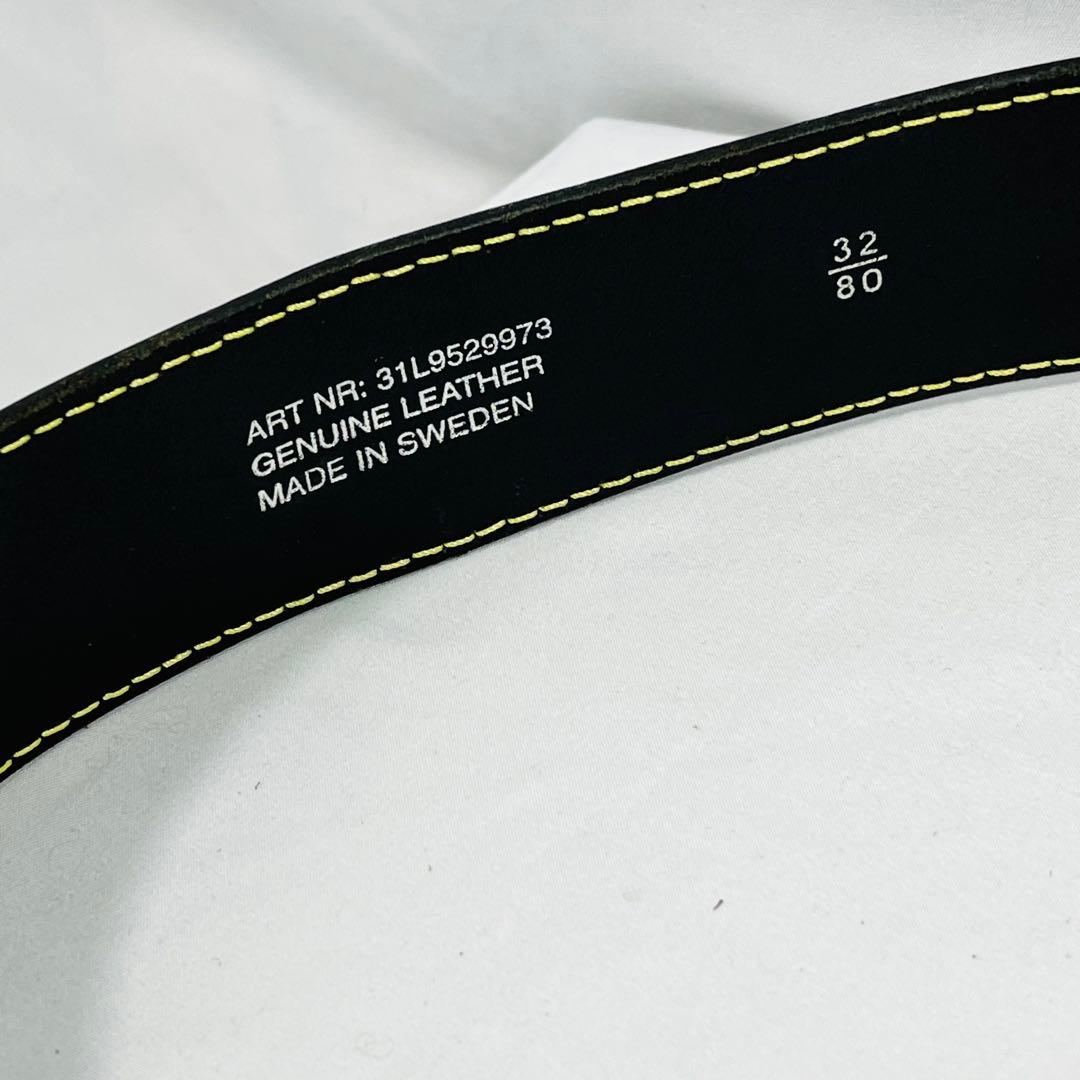 ART NR: 31L9529973
GENUINE LEATHER
MADE IN SWEDEN
32
80